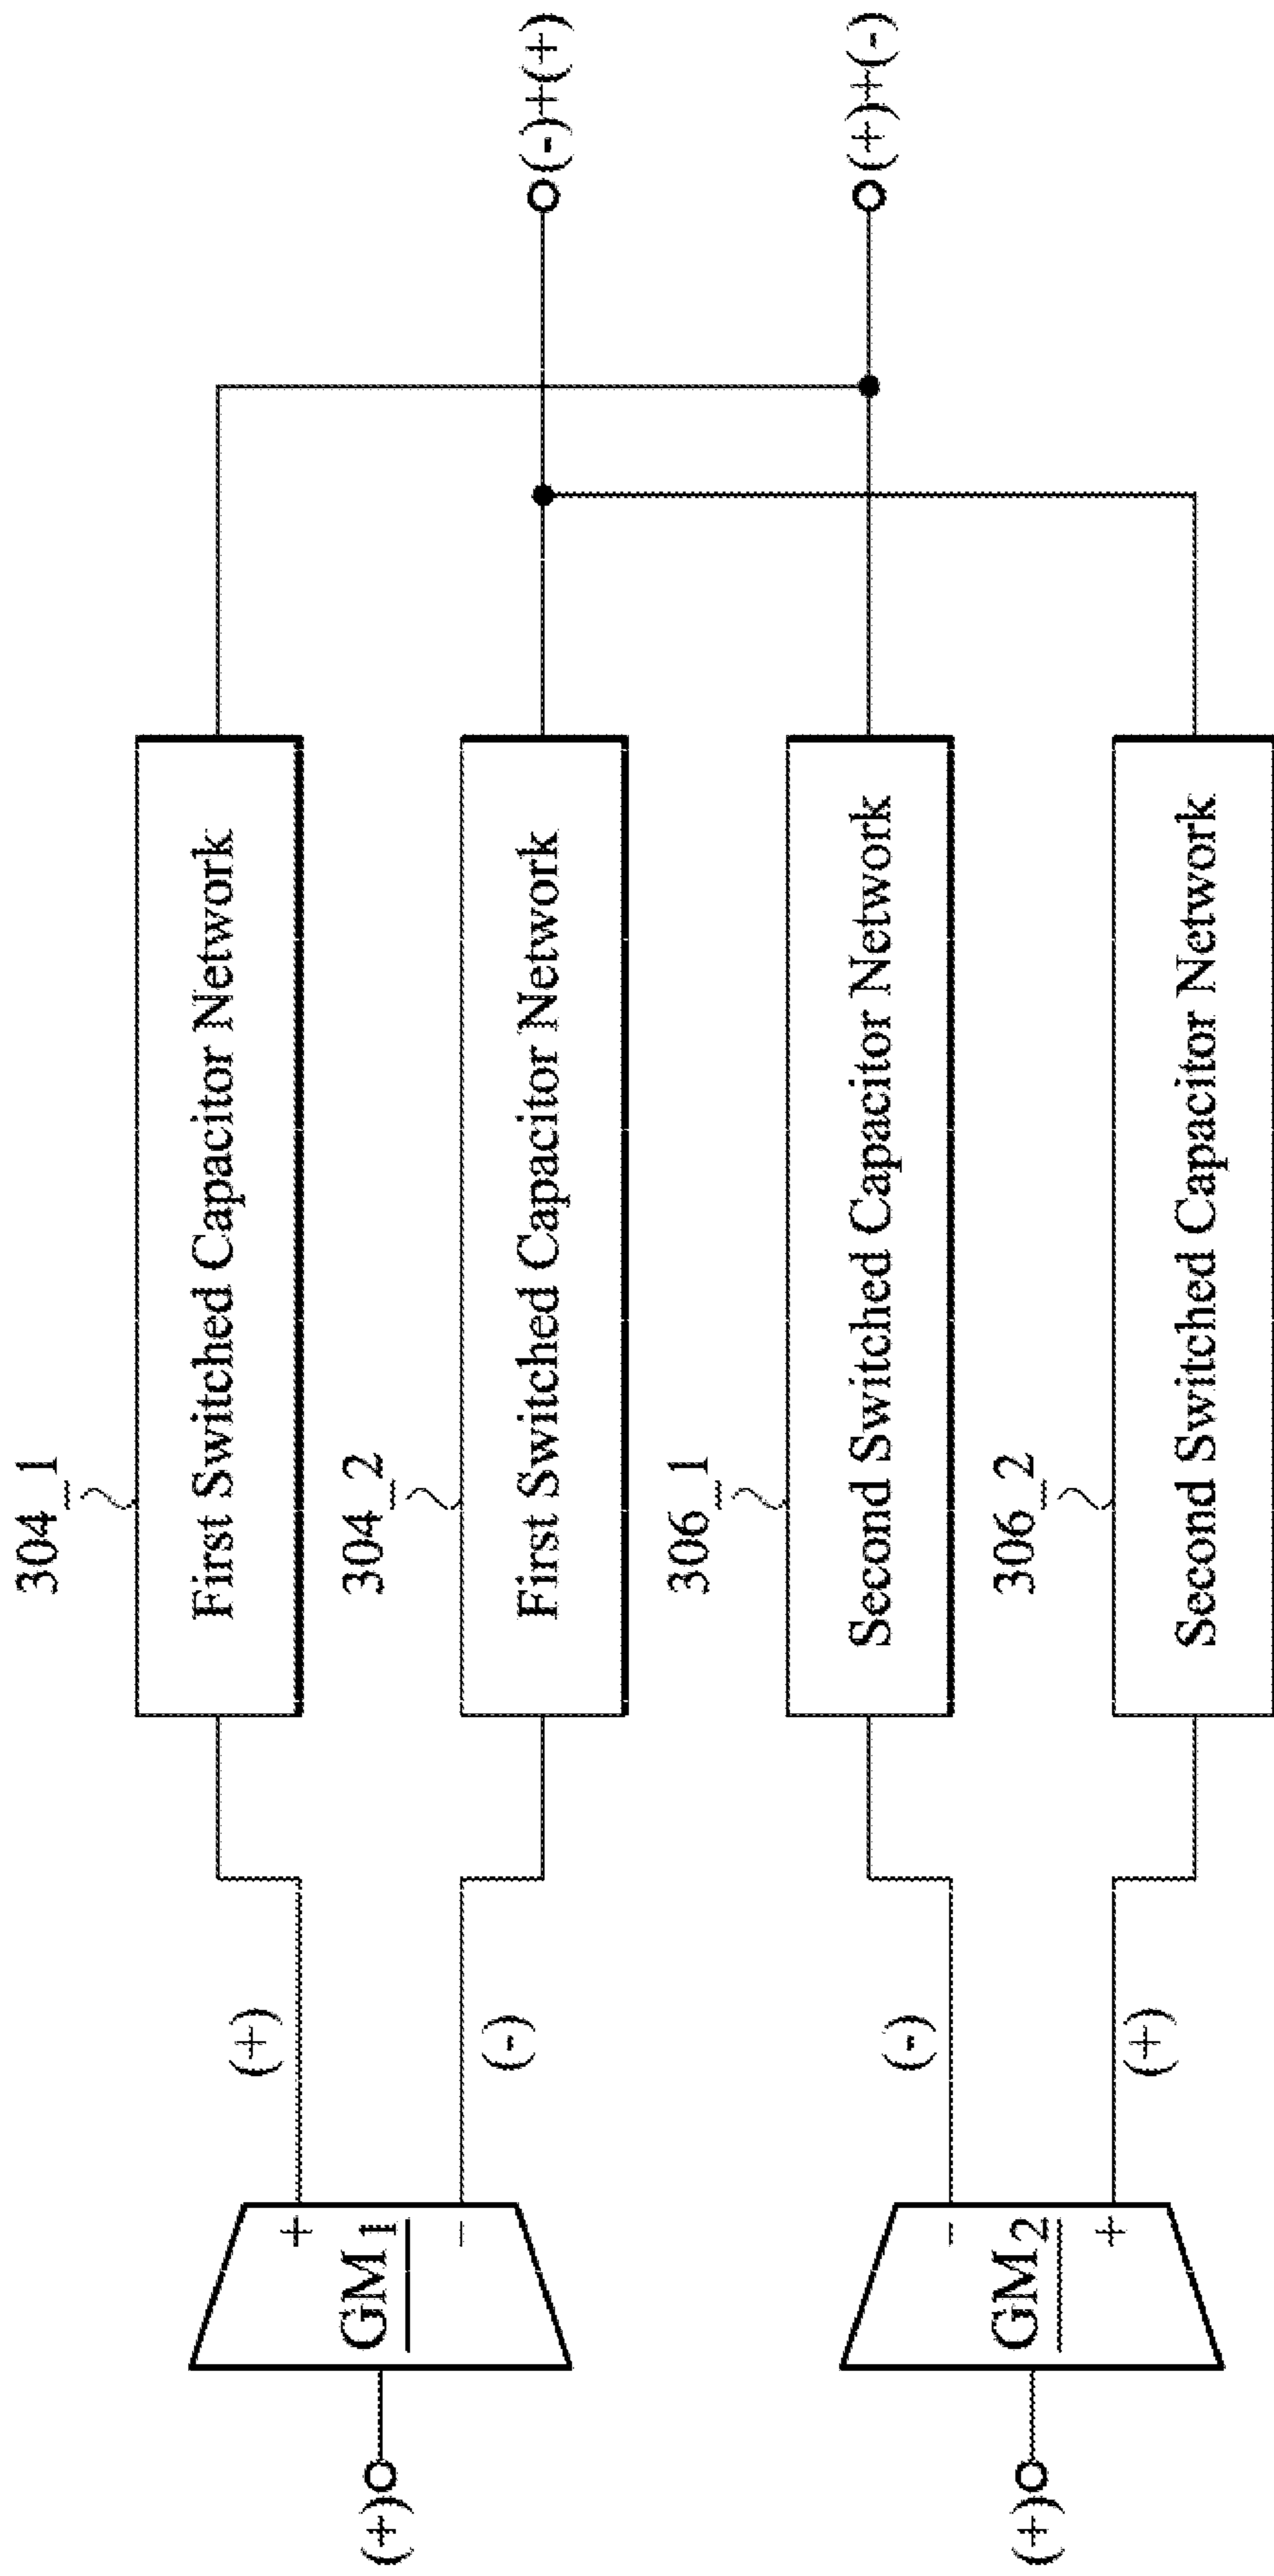 304_1
First Switched Capacitor Network
(+)
+
GM1
(+)
-
(-)
304_2
First Switched Capacitor Network
(-)+(+)
306_1
Second Switched Capacitor Network
(+)+(-)
(-)
-
GM2
(+)
+
(+)
306_2
Second Switched Capacitor Network